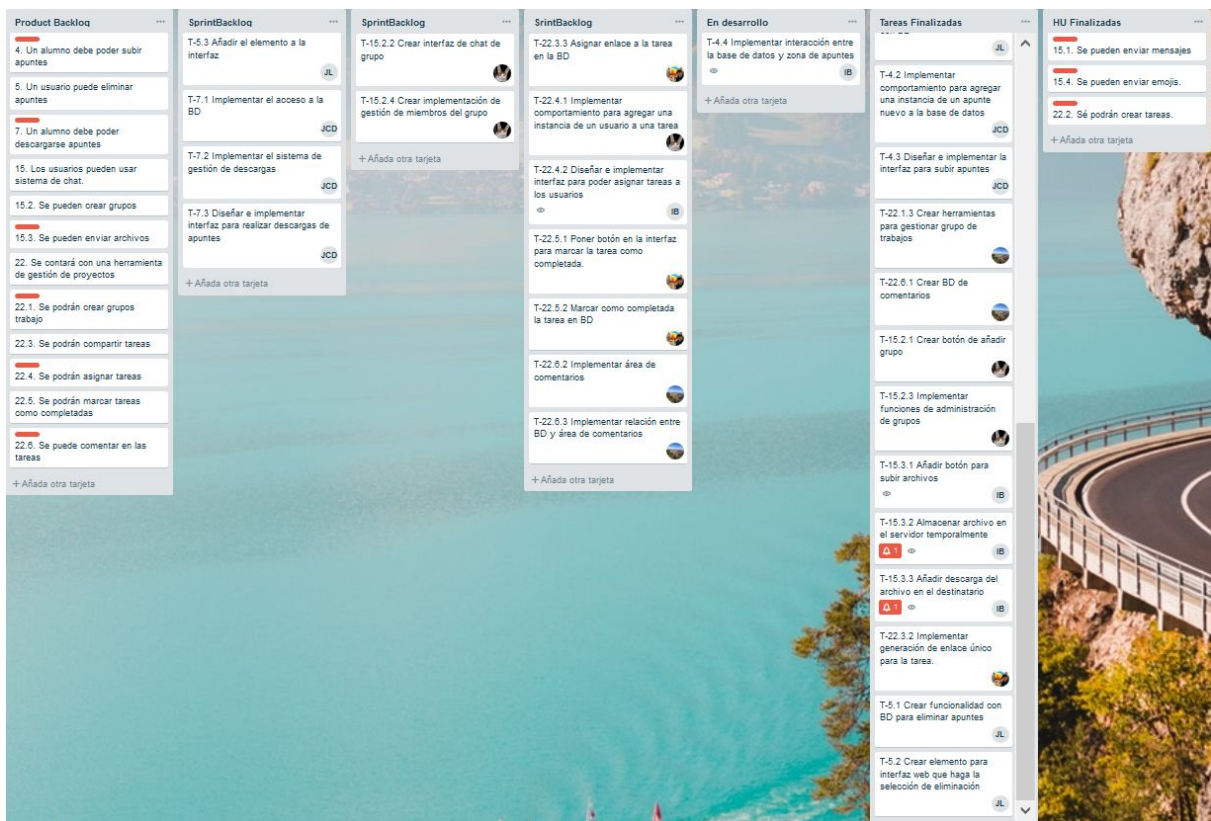 Product Backlog
4. Un alumno debe poder subir
apuntes
5. Un usuario puede eliminar
apuntes
7. Un alumno debe poder
descargarse apuntes
15. Los usuarios pueden usar
sistema de chat.
15.2. Se pueden crear grupos
15.3. Se pueden enviar archivos
22. Se contará con una herramienta
de gestión de proyectos
22.1. Se podrán crear grupos
trabajo
22.3. Se podrán compartir tareas
22.4. Se podrán asignar tareas
22.5. Se podrán marcar tareas
como completadas
22.6. Se puede comentar en las
tareas
+ Añada otra tarjeta
SprintBacklog
T-5.3 Añadir el elemento a la
interfaz
JL
T-7.1 Implementar el acceso a la
BD
JCD
T-7.2 Implementar el sistema de
gestión de descargas
JCD
T-7.3 Diseñar e implementar
interfaz para realizar descargas de
apuntes
JCD
+ Añada otra tarjeta
SprintBacklog
T-15.2.2 Crear interfaz de chat de
grupo
T-15.2.4 Crear implementación de
gestión de miembros del grupo
+ Añada otra tarjeta
SrintBacklog
T-22.3.3 Asignar enlace a la tarea
en la BD
T-22.4.1 Implementar
comportamiento para agregar una
instancia de un usuario a una tarea
T-22.4.2 Diseñar e implementar
interfaz para poder asignar tareas a
los usuarios
IB
T-22.5.1 Poner botón en la interfaz
para marcar la tarea como
completada.
T-22.5.2 Marcar como completada
la tarea en BD
T-22.6.2 Implementar área de
comentarios
T-22.6.3 Implementar relación entre
BD y área de comentarios
+ Añada otra tarjeta
En desarrollo
T-4.4 Implementar interacción entre
la base de datos y zona de apuntes
IB
+ Añada otra tarjeta
Tareas Finalizadas
JL
T-4.2 Implementar
comportamiento para agregar
una instancia de un apunte
nuevo a la base de datos
JCD
T-4.3 Diseñar e implementar la
interfaz para subir apuntes
JCD
T-22.1.3 Crear herramientas
para gestionar grupo de
trabajos
T-22.6.1 Crear BD de
comentarios
T-15.2.1 Crear botón de añadir
grupo
T-15.2.3 Implementar
funciones de administración
de grupos
T-15.3.1 Añadir botón para
subir archivos
IB
T-15.3.2 Almacenar archivo en
el servidor temporalmente
1 IB
T-15.3.3 Añadir descarga del
archivo en el destinatario
1 IB
T-22.3.2 Implementar
generación de enlace único
para la tarea.
T-5.1 Crear funcionalidad con
BD para eliminar apuntes
JL
T-5.2 Crear elemento para
interfaz web que haga la
selección de eliminación
JL
HU Finalizadas
15.1. Se pueden enviar mensajes
15.4. Se pueden enviar emojis.
22.2. Sé podrán crear tareas.
+ Añada otra tarjeta